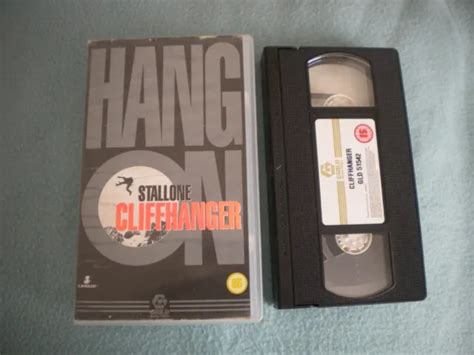 HANG
ON
STALLONE
CLIFFHANGER
15
CLIFFHANGER
GLD 51542